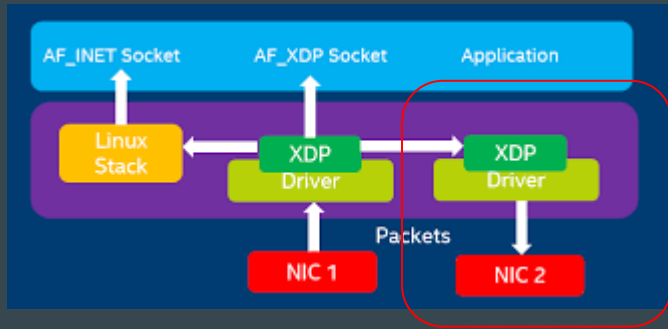 AF_INET Socket
AF_XDP Socket
Application
Linux
Stack
XDP
Driver
XDP
Driver
Packets
NIC 1
NIC 2